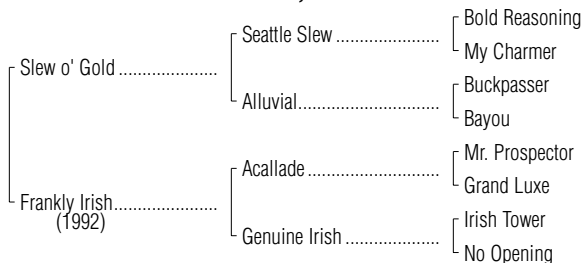 Bold Reasoning
Seattle Slew ......................
My Charmer
Slew o' Gold .....................
Buckpasser
Alluvial..............................
Bayou
Mr. Prospector
Acallade ............................
Grand Luxe
Frankly Irish......................
(1992)
Irish Tower
Genuine Irish ....................
No Opening